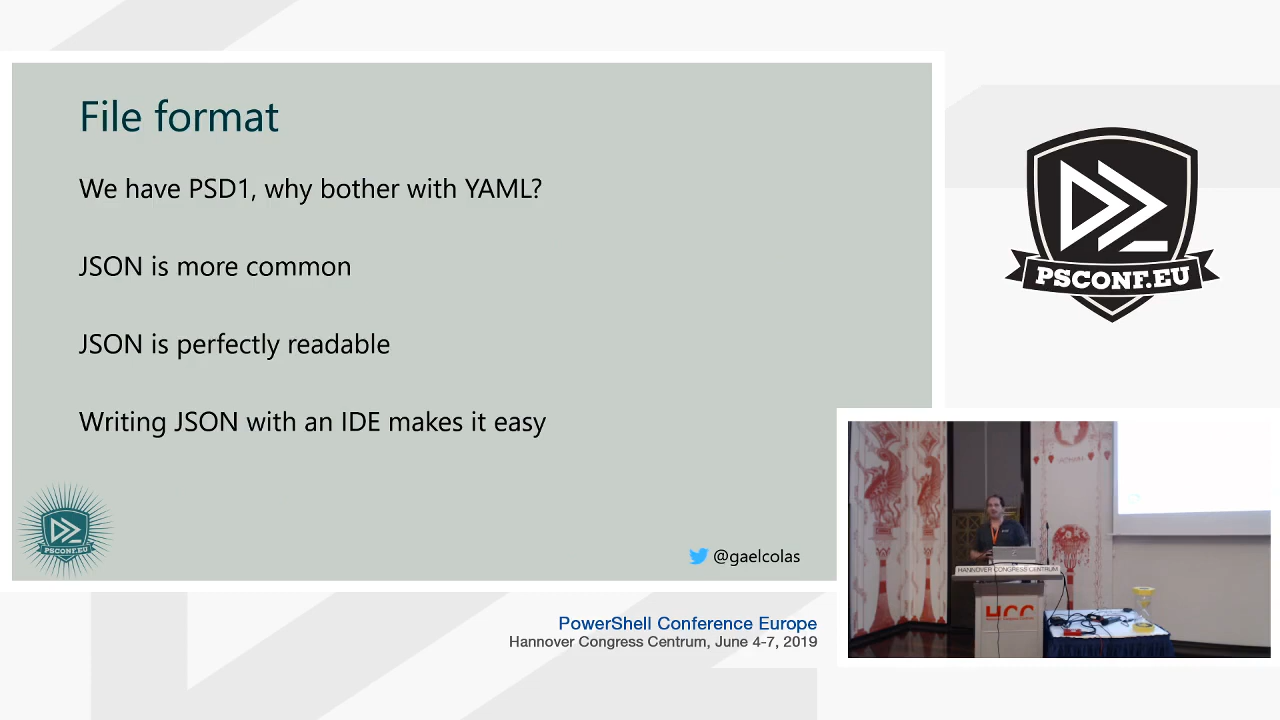 File format
We have PSD1, why bother with YAML?
JSON is more common
JSON is perfectly readable
Writing JSON with an IDE makes it easy
PSCONF.EU
@gaelcolas
PSCONF.EU
HANNOVER CONGRESS CENTRUM
HCC
PowerShell Conference Europe
Hannover Congress Centrum, June 4-7, 2019